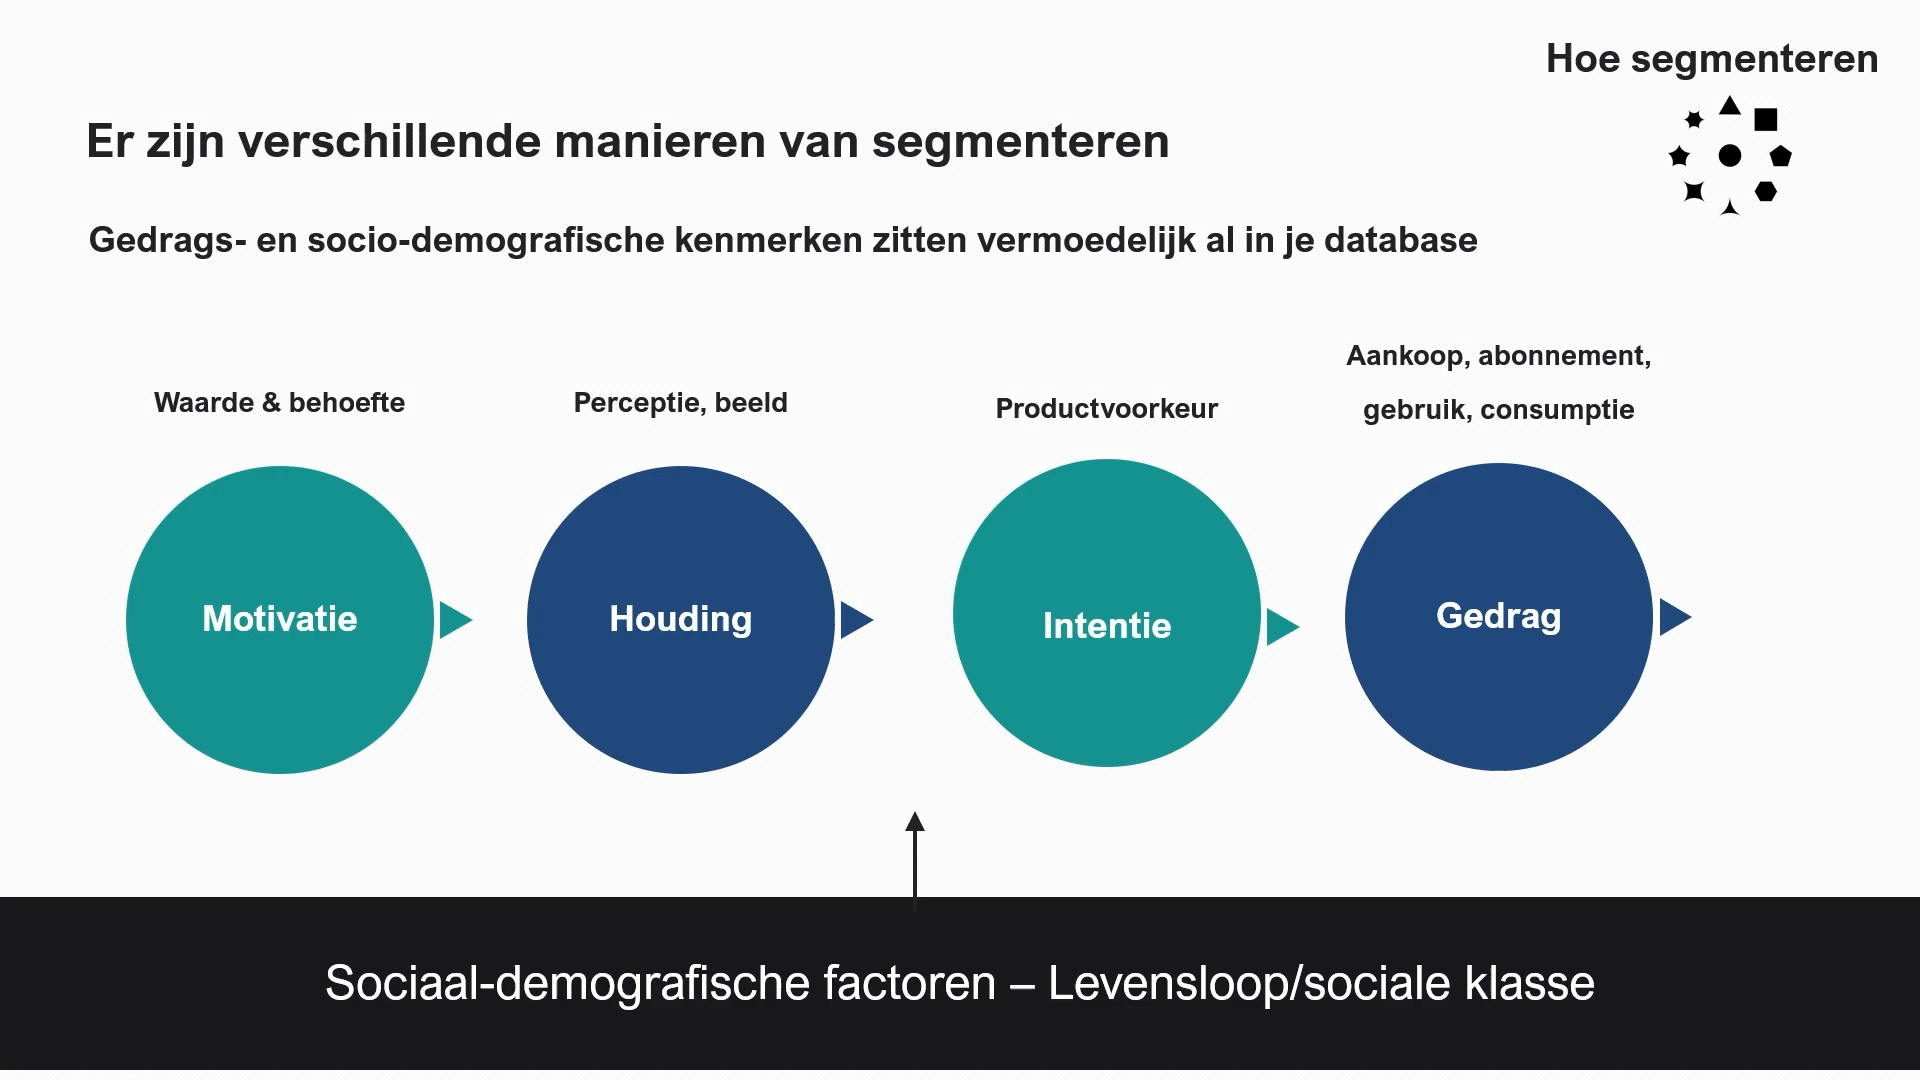 Hoe segmenteren
Er zijn verschillende manieren van segmenteren
Gedrags- en socio-demografische kenmerken zitten vermoedelijk al in je database
Waarde & behoefte
Perceptie, beeld
Productvoorkeur
Aankoop, abonnement,
gebruik, consumptie
Motivatie
Houding
Intentie
Gedrag
Sociaal-demografische factoren – Levensloop/sociale klasse